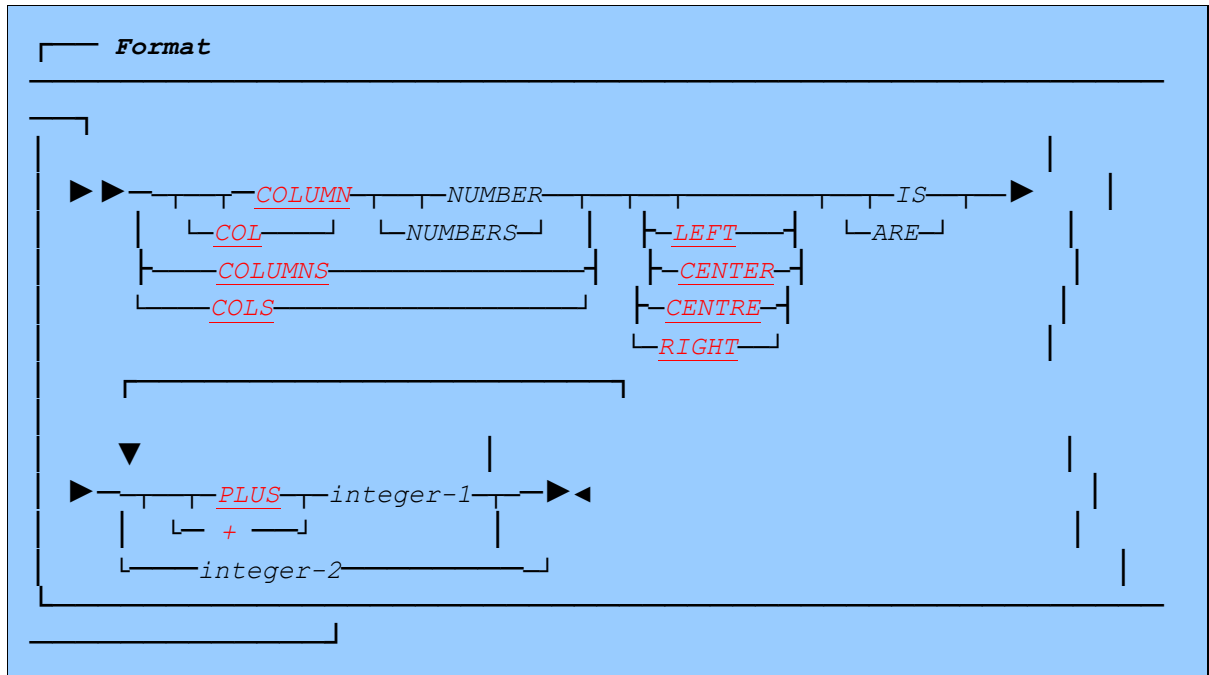 Format
COLUMN NUMBER IS
COL NUMBERS LEFT ARE
COLUMNS CENTER
COLS CENTRE
RIGHT
PLUS integer-1
+
integer-2